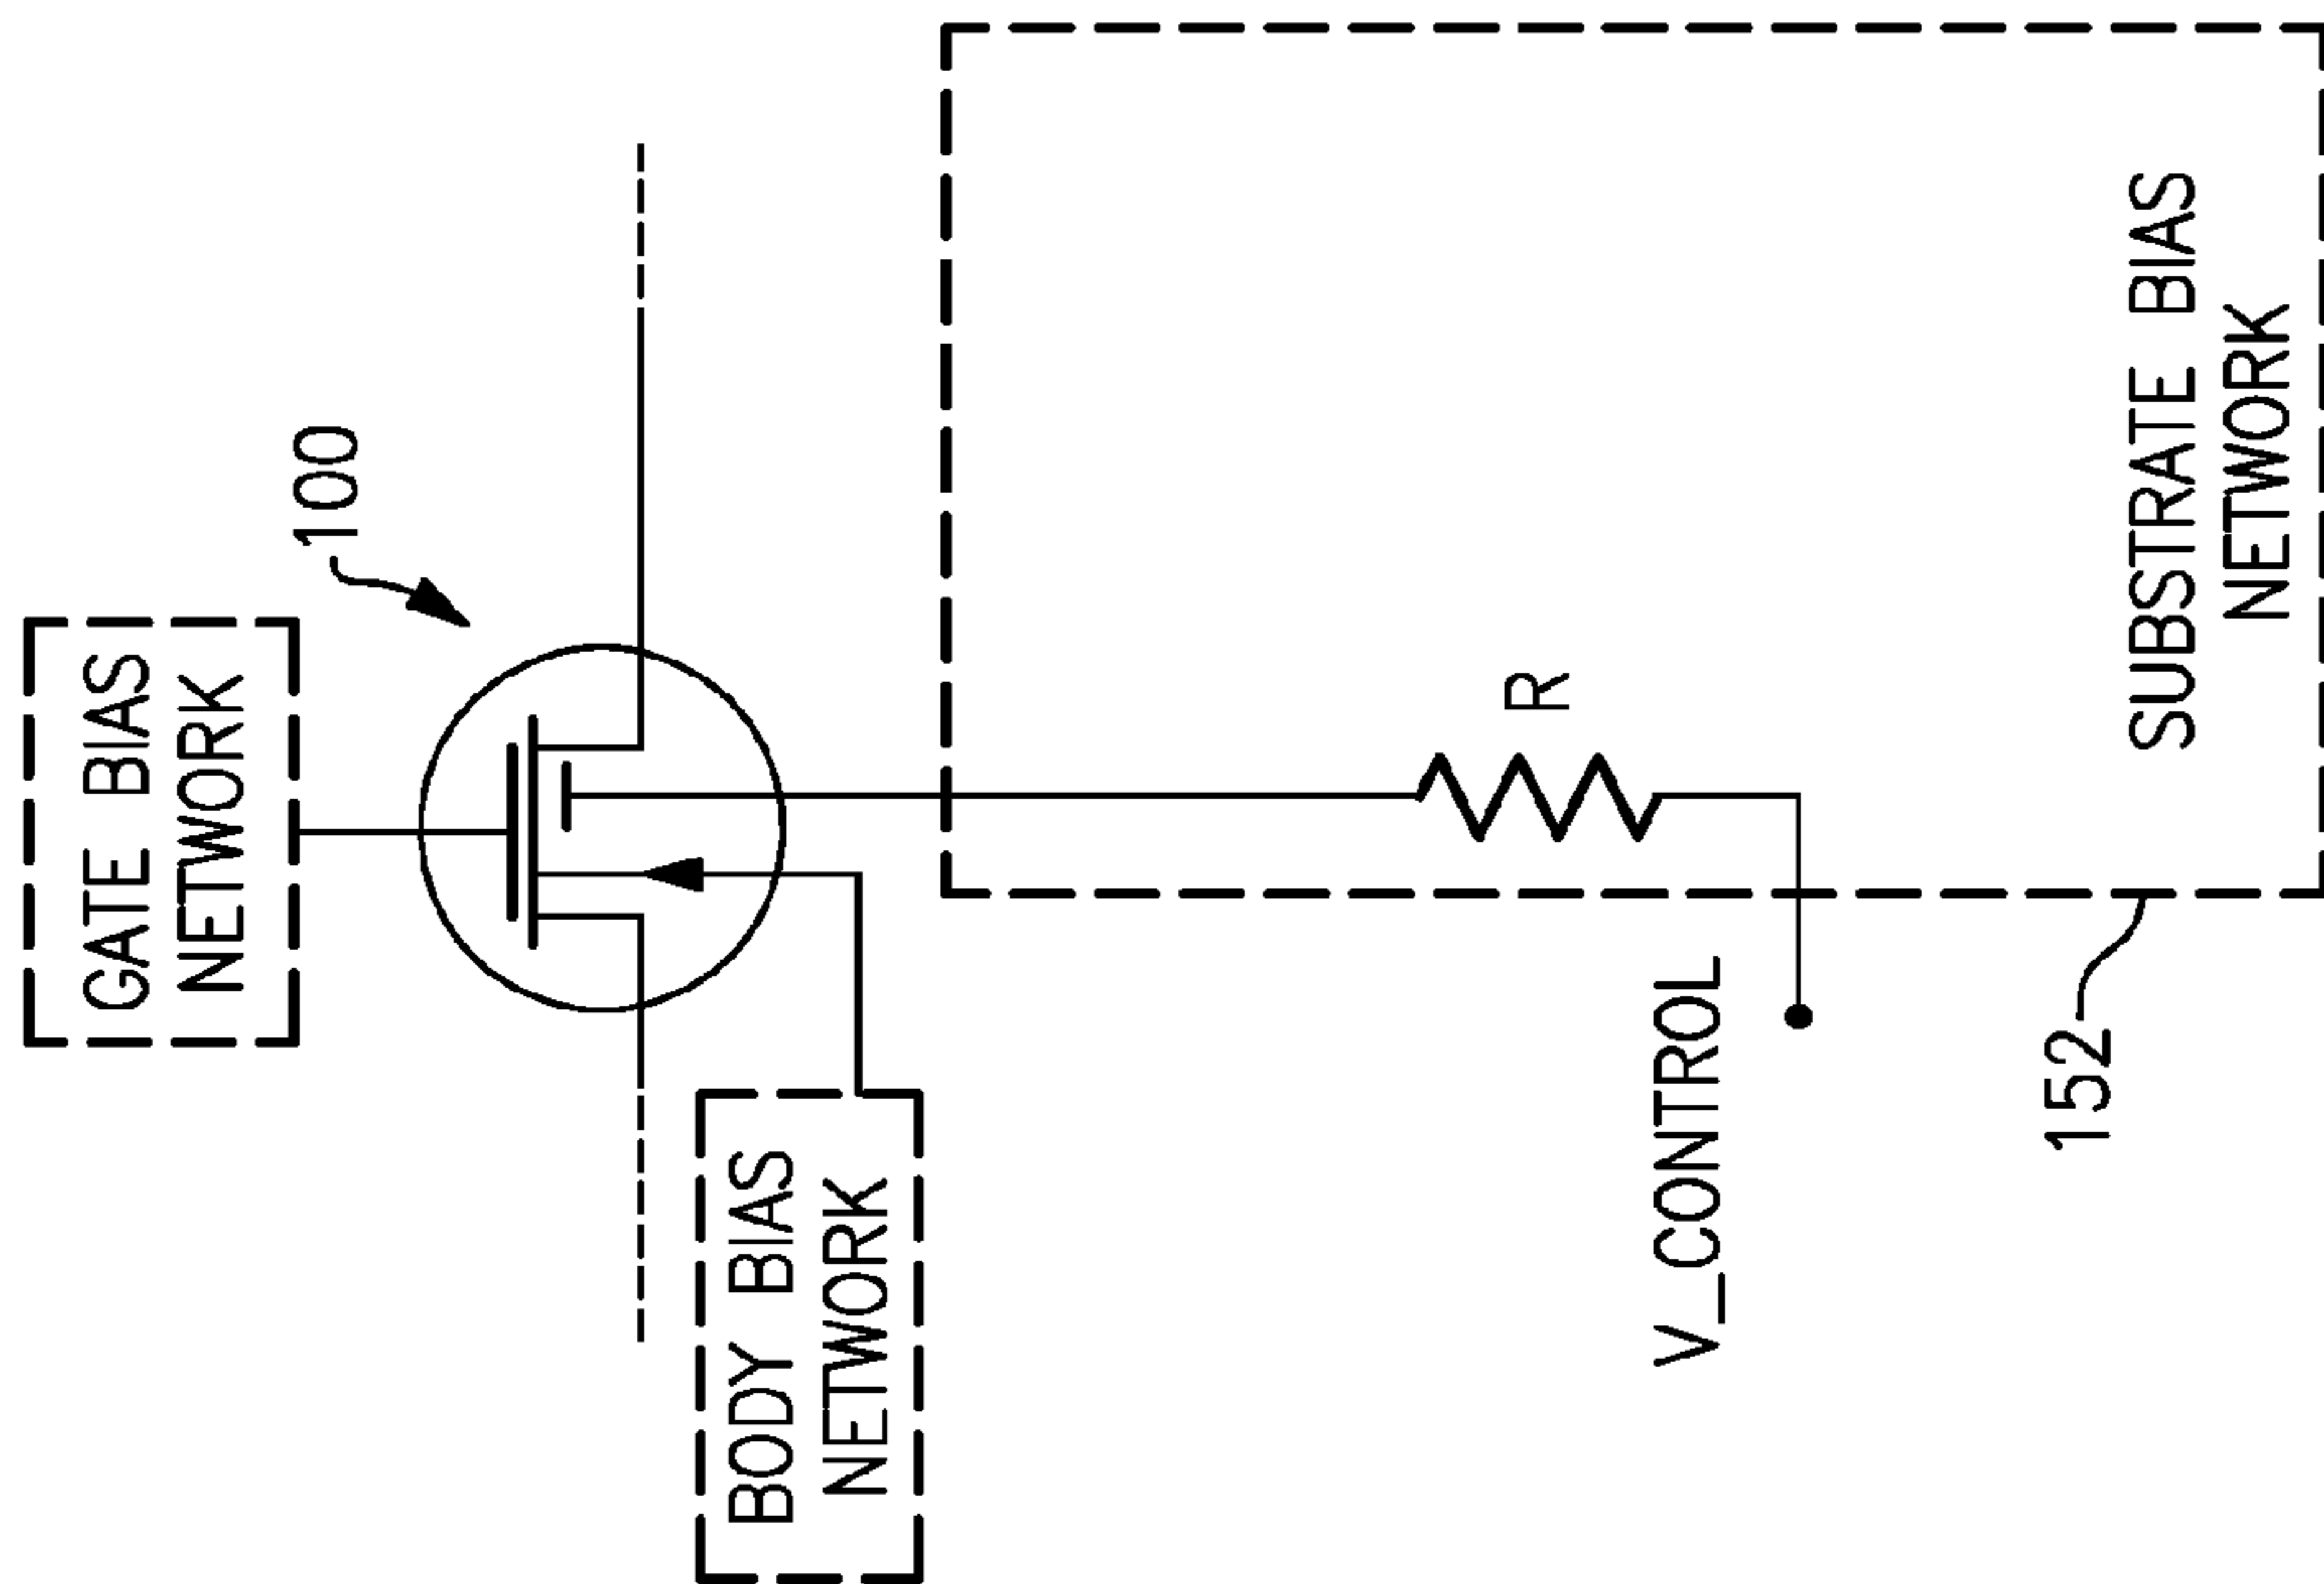 GATE BIAS
NETWORK
100
BODY BIAS
NETWORK
R
V_CONTROL
152
SUBSTRATE BIAS
NETWORK